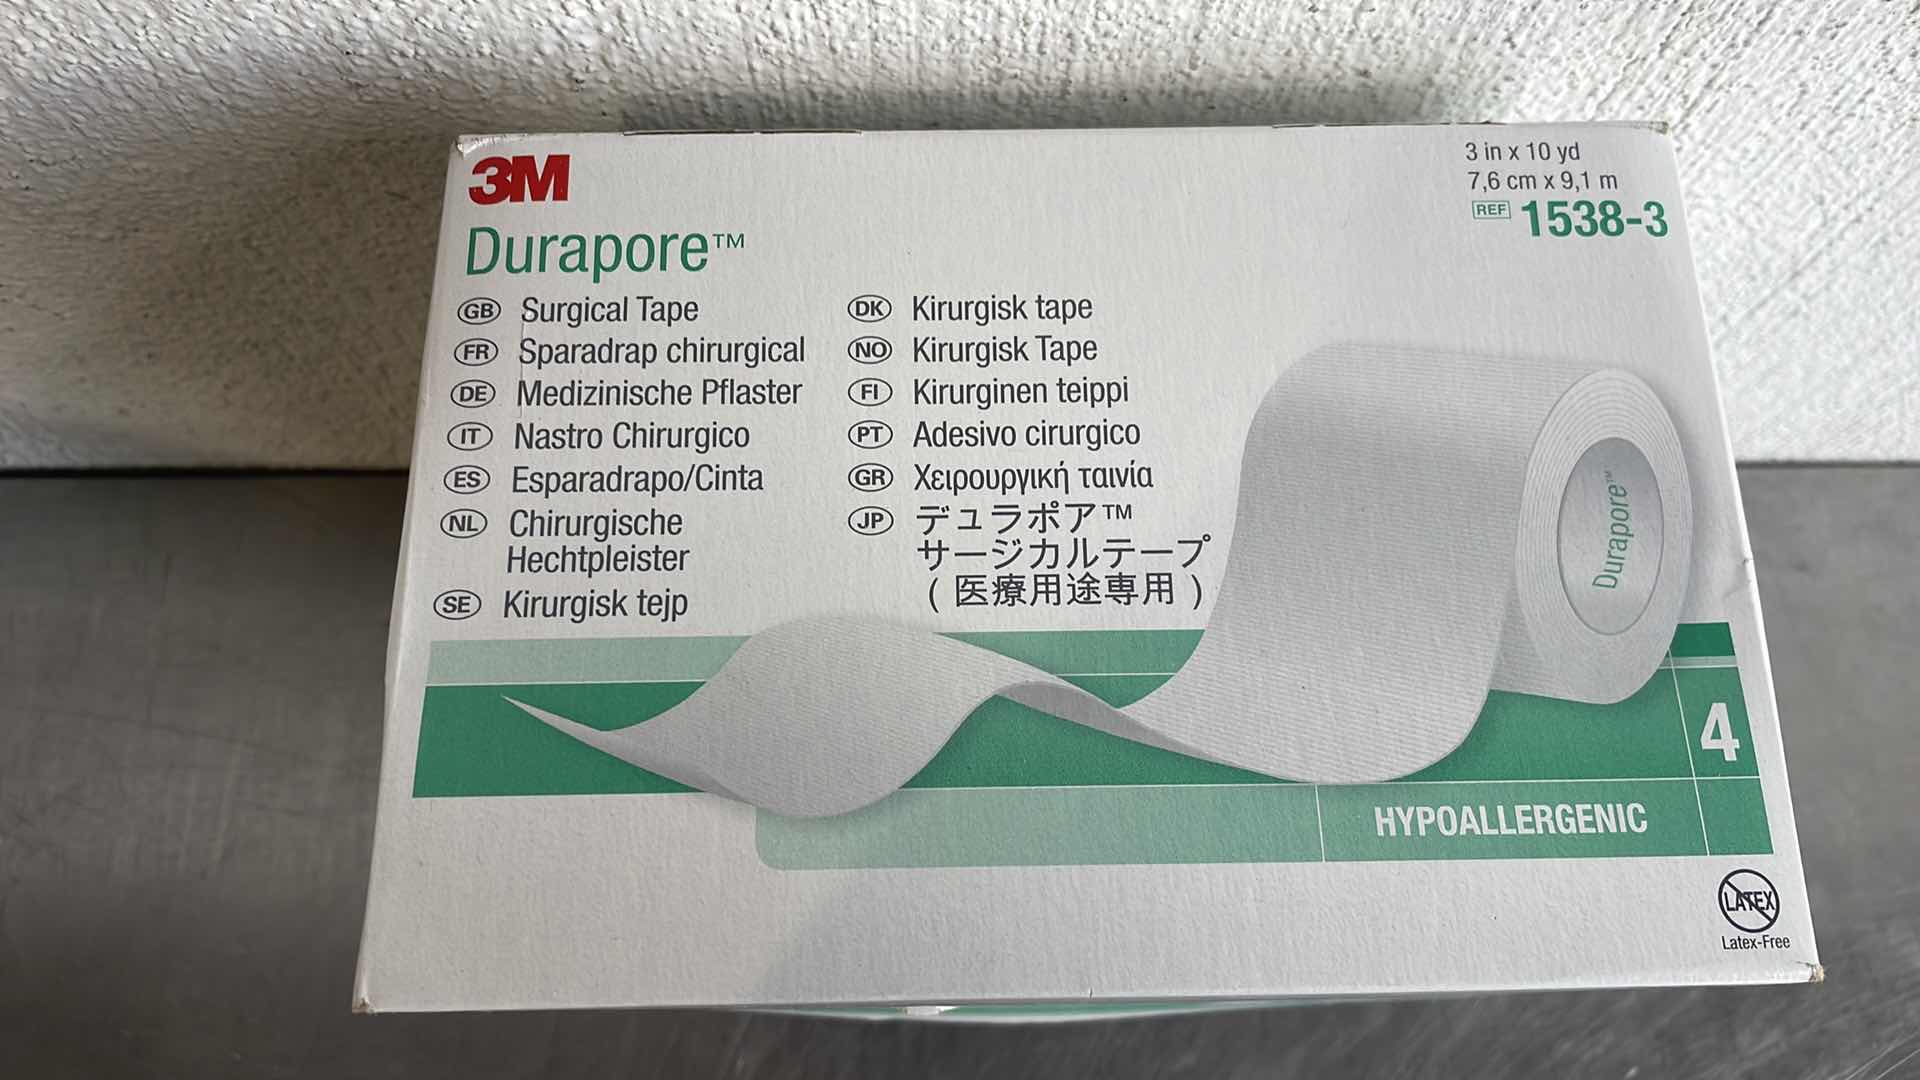 3M
Durapore™
3 in x 10 yd
7,6 cm x 9,1 m
REF 1538-3
GB Surgical Tape
FR Sparadrap chirurgical
DE Medizinische Pflaster
IT Nastro Chirurgico
ES Esparadrapo/Cinta
NL Chirurgische
Hechtpleister
SE Kirurgisk tejp
DK Kirurgisk tape
NO Kirurgisk Tape
FI Kirurginen teippi
PT Adesivo cirurgico
GR Χειρουργική ταινία
JP デュラポア™
サージカルテープ
(医療用途専用)
Durapore™
4
HYPOALLERGENIC
LATEX
Latex-Free